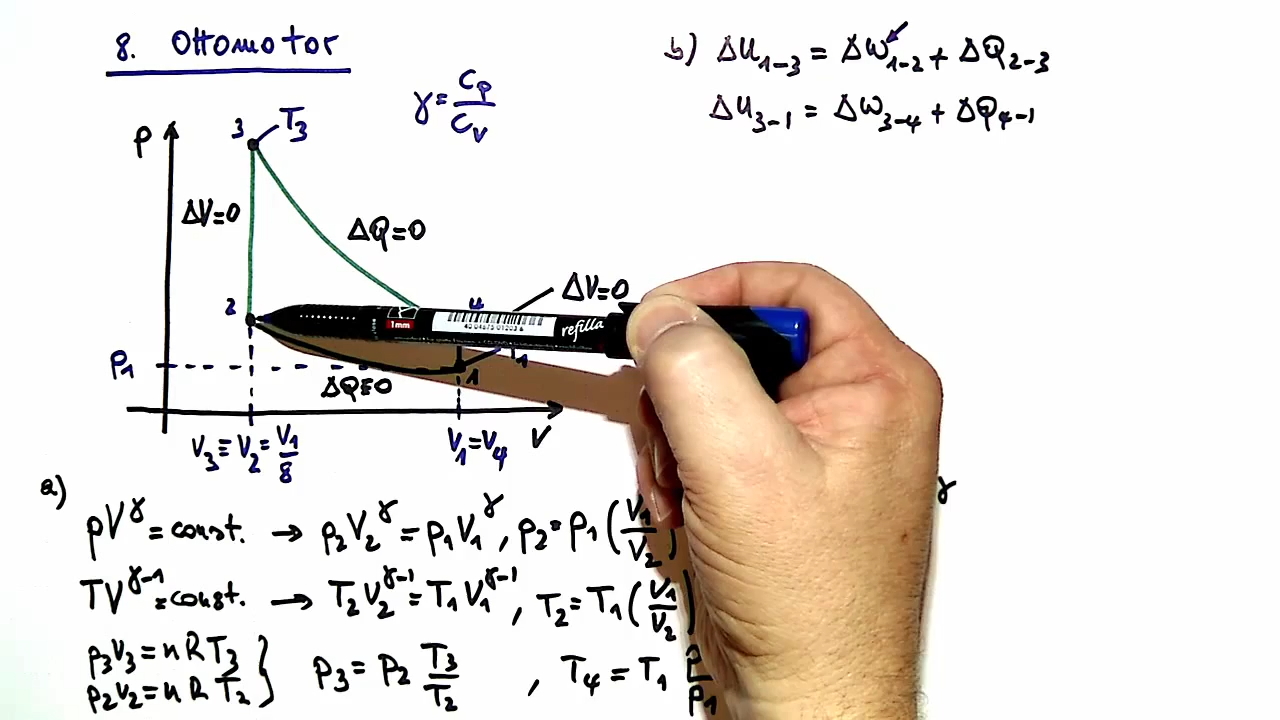 8. Ottomotor
γ = Cp/Cv
p
3
T3
ΔV=0
ΔQ=0
2
4
ΔV=0
p1
ΔQ=0
1
V3 = V2 = V1/8
V1 = V4
V
1mm
refilla
b) ΔU1-3 = ΔW1-2 + ΔQ2-3
ΔU3-1 = ΔW3-4 + ΔQ4-1
a)
pV^γ = const. → p2V2^γ = p1V1^γ, p2 = p1(V1/V2) γ
TV^γ-1 = const. → T2V2^γ-1 = T1V1^γ-1, T2 = T1(V1/V2)
p3V3 = nRT3
p2V2 = nRT2 } p3 = p2 T3/T2, T4 = T1 p/p1